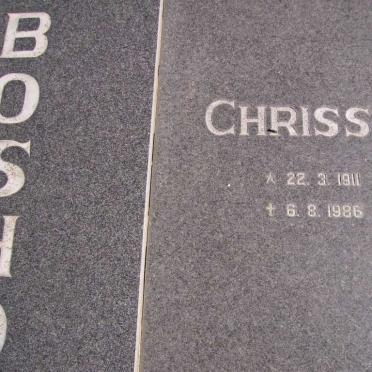 B
O
S
H
CHRISS
* 22. 3. 1911
† 6. 8. 1986